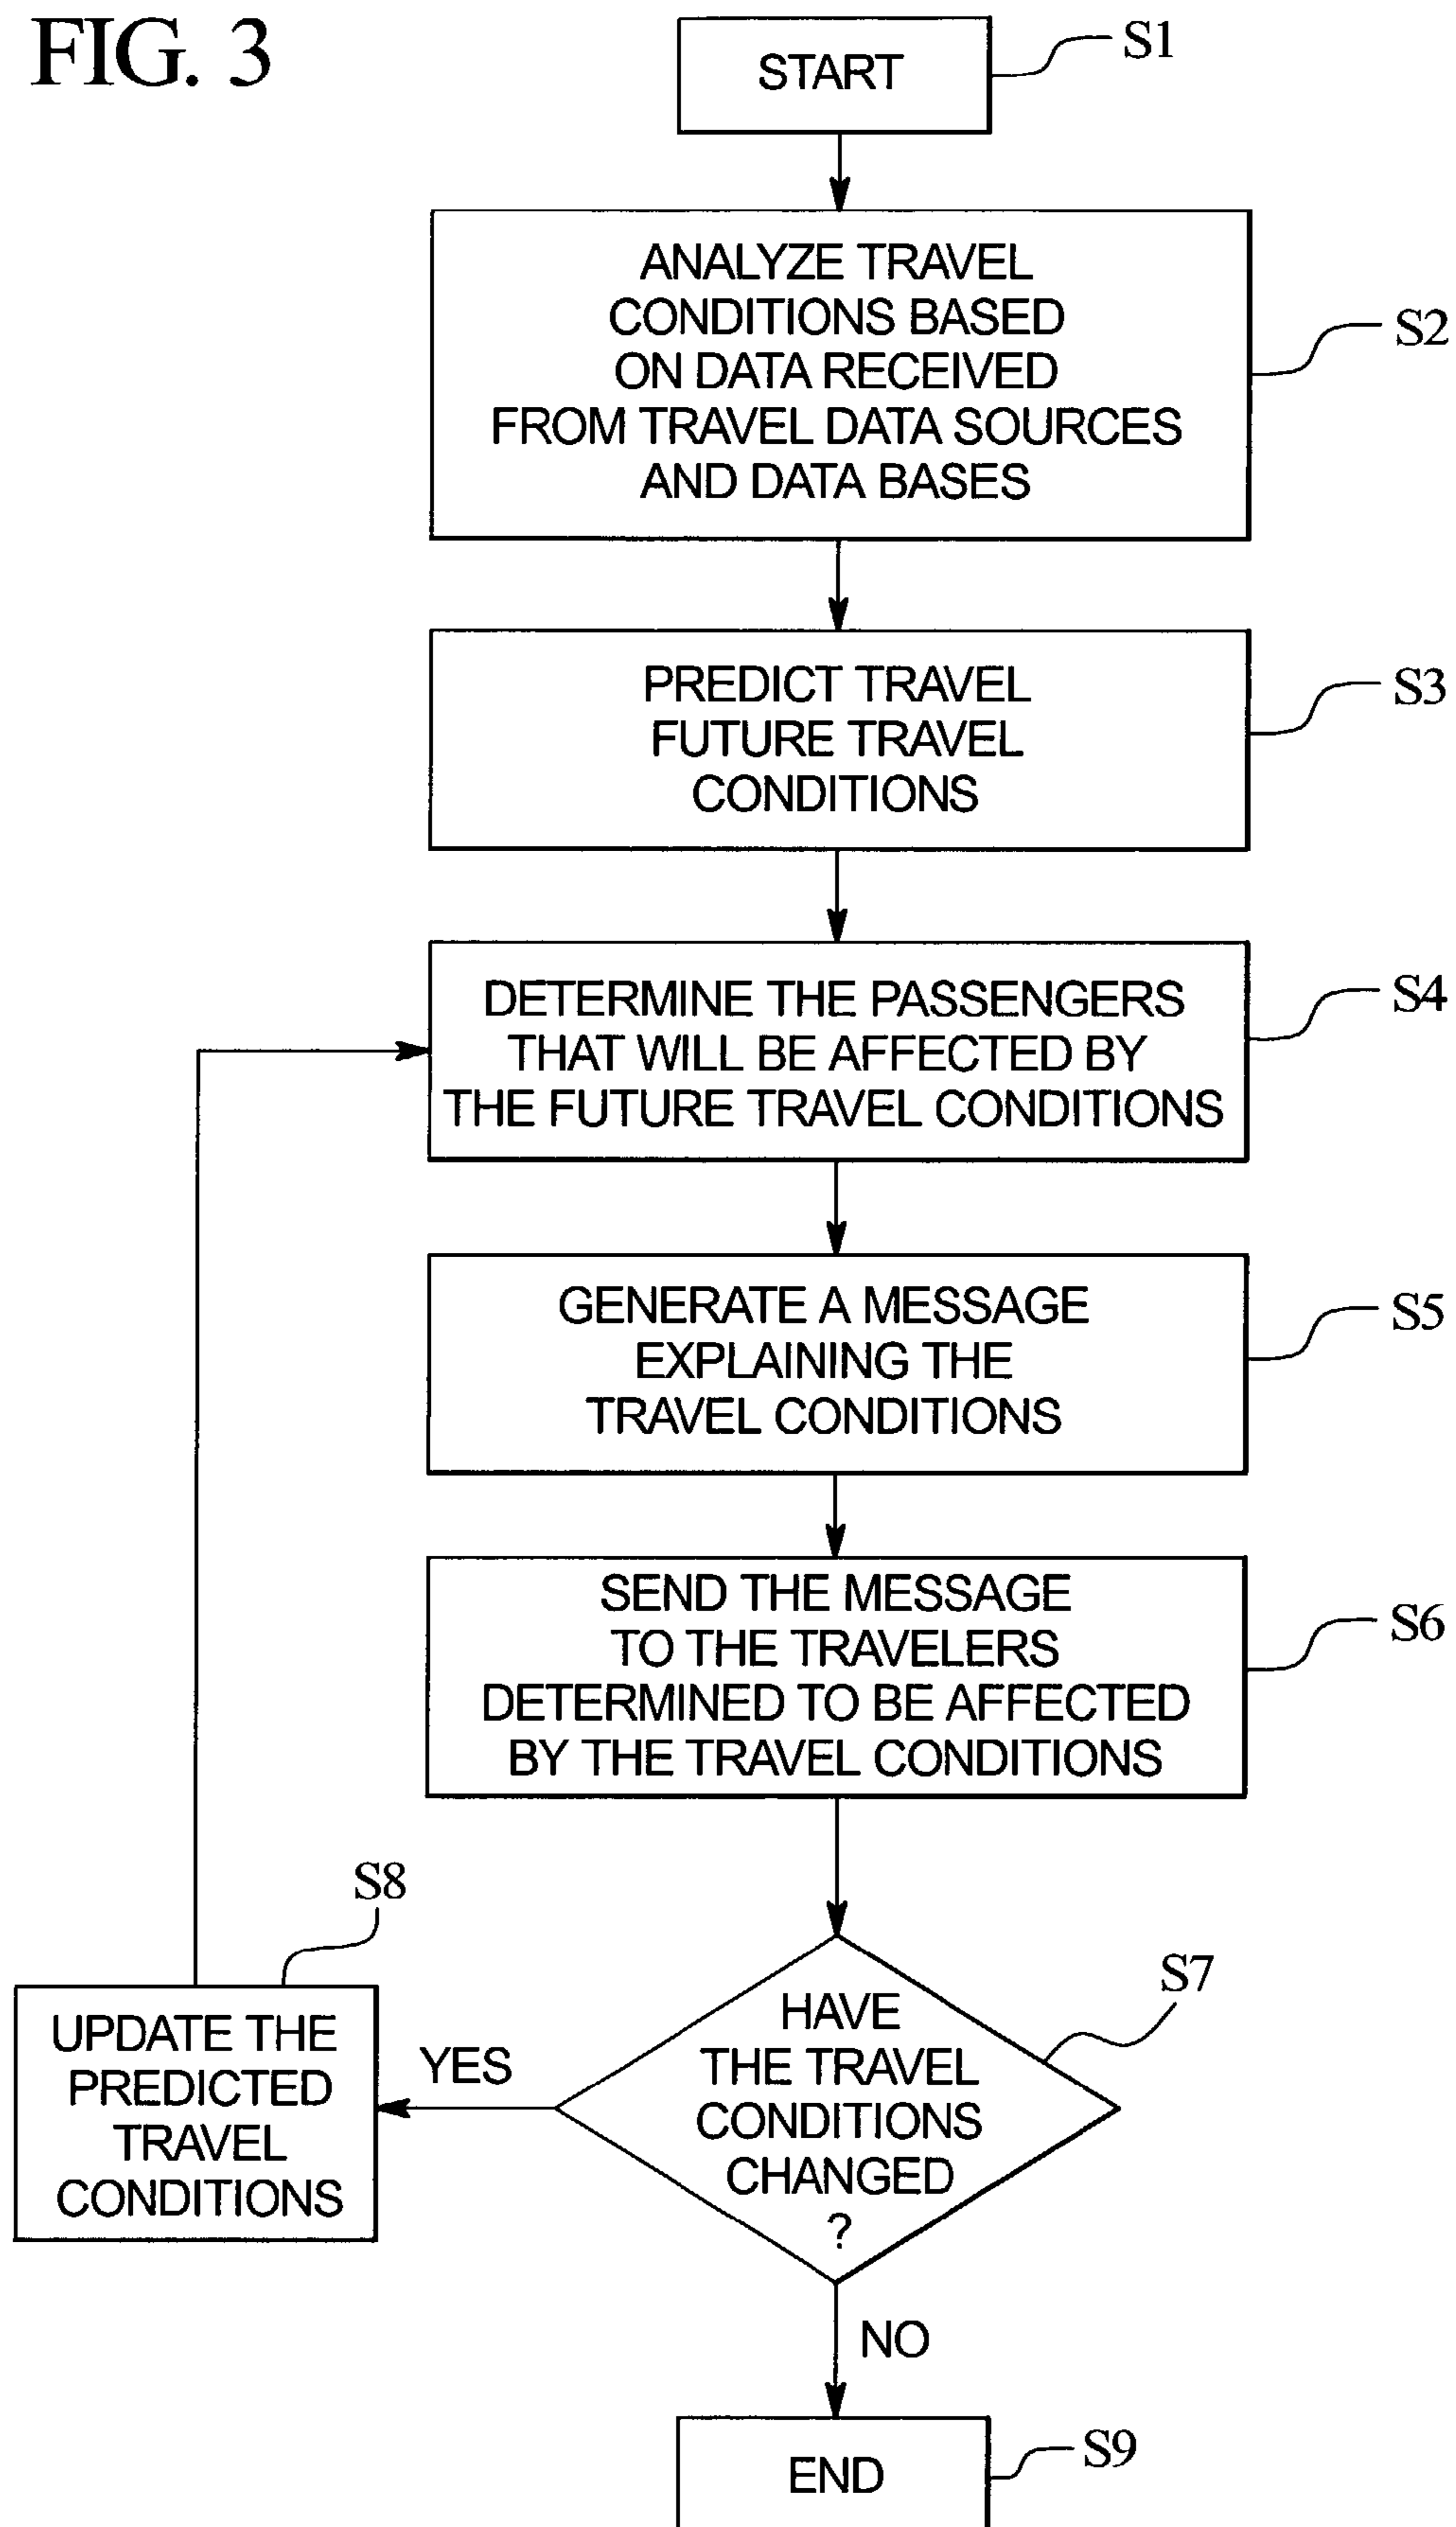 FIG. 3
START
S1
ANALYZE TRAVEL
CONDITIONS BASED
ON DATA RECEIVED
FROM TRAVEL DATA SOURCES
AND DATA BASES
S2
PREDICT TRAVEL
FUTURE TRAVEL
CONDITIONS
S3
DETERMINE THE PASSENGERS
THAT WILL BE AFFECTED BY
THE FUTURE TRAVEL CONDITIONS
S4
GENERATE A MESSAGE
EXPLAINING THE
TRAVEL CONDITIONS
S5
SEND THE MESSAGE
TO THE TRAVELERS
DETERMINED TO BE AFFECTED
BY THE TRAVEL CONDITIONS
S6
HAVE
THE TRAVEL
CONDITIONS
CHANGED
?
S7
YES
S8
UPDATE THE
PREDICTED
TRAVEL
CONDITIONS
NO
END
S9